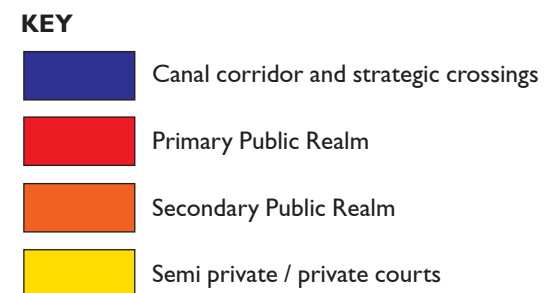 KEY
Canal corridor and strategic crossings
Primary Public Realm
Secondary Public Realm
Semi private / private courts